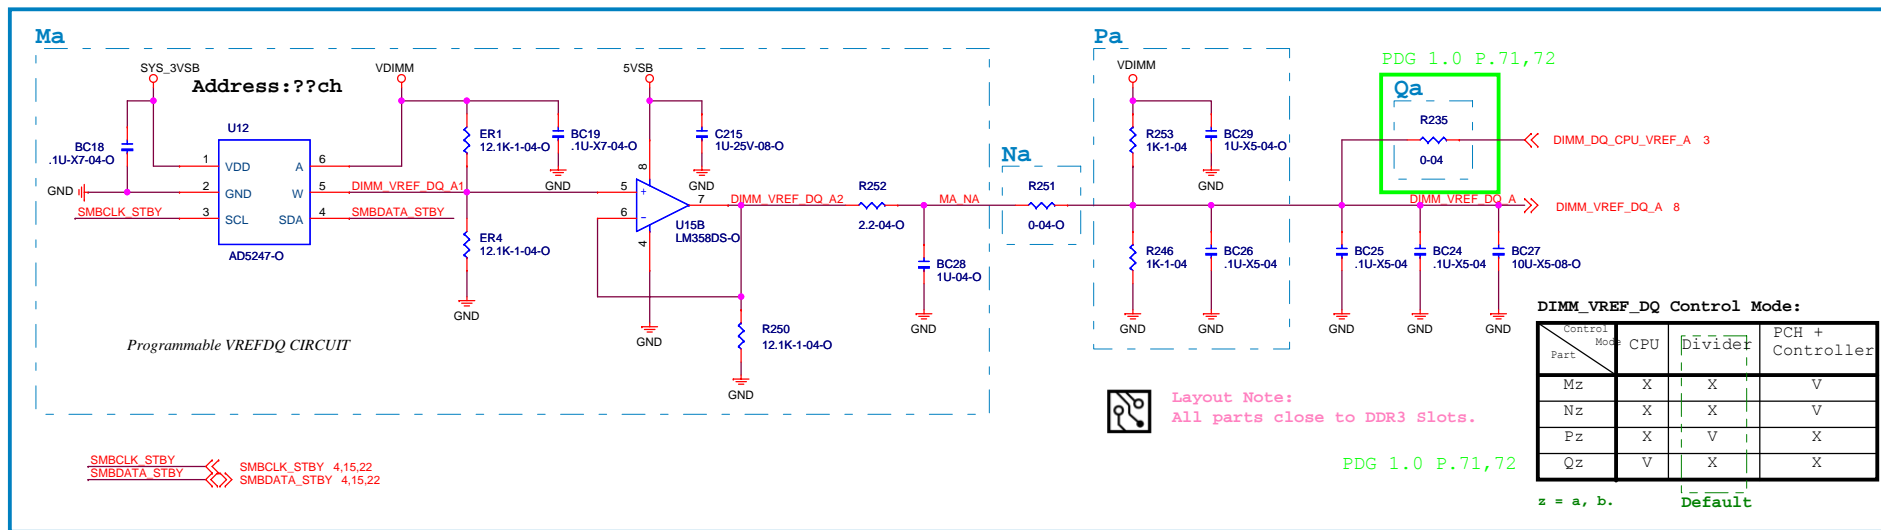 Ma
SYS_3VSB
Address:??ch
VDIMM
5VSB
U12
BC18
.1U-X7-04-O
1
VDD
A
6
2
GND
W
5
3
SCL
SDA
4
GND
SMBCLK_STBY
DIMM_VREF_DQ_A1
SMBDATA_STBY
AD5247-O
ER1
12.1K-1-04-O
BC19
.1U-X7-04-O
GND
ER4
12.1K-1-04-O
GND
C215
1U-25V-08-O
GND
8
5
+
6
-
7
4
U15B
LM358DS-O
GND
DIMM_VREF_DQ_A2
R252
2.2-04-O
MA_NA
BC28
1U-04-O
GND
R250
12.1K-1-04-O
GND
Programmable VREFDQ CIRCUIT
Na
R251
0-04-O
Pa
VDIMM
R253
1K-1-04
BC29
1U-X5-04-O
GND
R246
1K-1-04
BC26
.1U-X5-04
GND
GND
PDG 1.0 P.71,72
Qa
R235
0-04
DIMM_DQ_CPU_VREF_A 3
DIMM_VREF_DQ_A
DIMM_VREF_DQ_A 8
BC25
.1U-X5-04
BC24
.1U-X5-04
BC27
10U-X5-08-O
GND
GND
GND
Layout Note:
All parts close to DDR3 Slots.
SMBCLK_STBY
SMBCLK_STBY 4,15,22
SMBDATA_STBY
SMBDATA_STBY 4,15,22
PDG 1.0 P.71,72
DIMM_VREF_DQ Control Mode:
Control
Mode
Part
CPU
Divider
PCH +
Controller
Mz X X V
Nz X X V
Pz X V X
Qz V X X
z = a, b.
Default